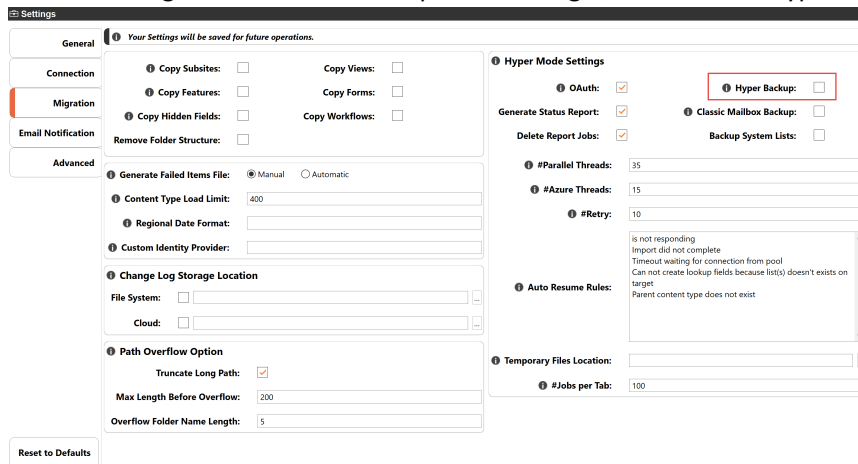 Settings
General
Connection
Migration
Email Notification
Advanced
Reset to Defaults
Your Settings will be saved for future operations.
Copy Subsites:
Copy Views:
Copy Features:
Copy Forms:
Copy Hidden Fields:
Copy Workflows:
Remove Folder Structure:
Generate Failed Items File: Manual Automatic
Content Type Load Limit: 400
Regional Date Format:
Custom Identity Provider:
Change Log Storage Location
File System: ...
Cloud: ...
Path Overflow Option
Truncate Long Path:
Max Length Before Overflow: 200
Overflow Folder Name Length: 5
Hyper Mode Settings
OAuth:
Hyper Backup:
Generate Status Report:
Classic Mailbox Backup:
Delete Report Jobs:
Backup System Lists:
#Parallel Threads: 35
#Azure Threads: 15
#Retry: 10
Auto Resume Rules:
is not responding
Import did not complete
Timeout waiting for connection from pool
Can not create lookup fields because list(s) doesn't exists on
target
Parent content type does not exist
Temporary Files Location:
#Jobs per Tab: 100